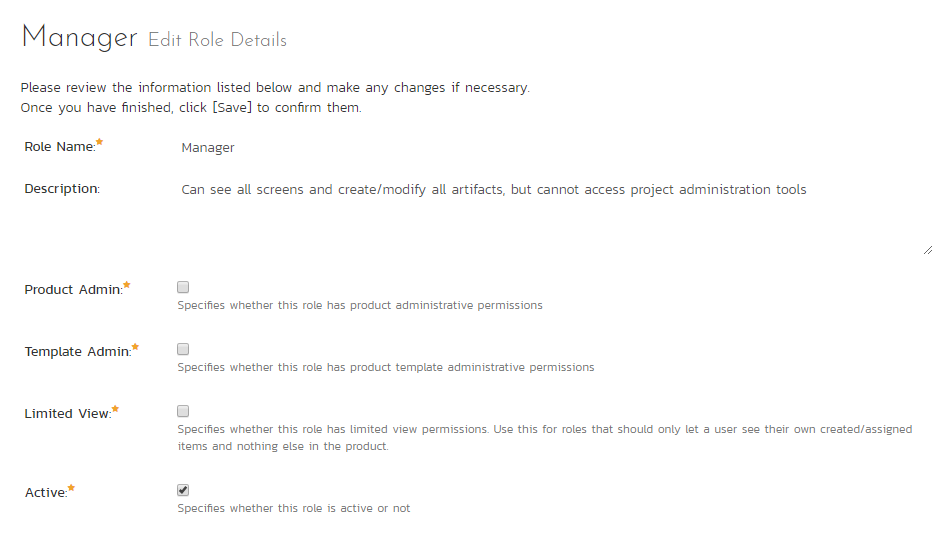 Manager Edit Role Details
Please review the information listed below and make any changes if necessary.
Once you have finished, click [Save] to confirm them.
Role Name:* Manager
Description: Can see all screens and create/modify all artifacts, but cannot access project administration tools
Product Admin:*
Specifies whether this role has product administrative permissions
Template Admin:*
Specifies whether this role has product template administrative permissions
Limited View:*
Specifies whether this role has limited view permissions. Use this for roles that should only let a user see their own created/assigned
items and nothing else in the product.
Active:*
Specifies whether this role is active or not